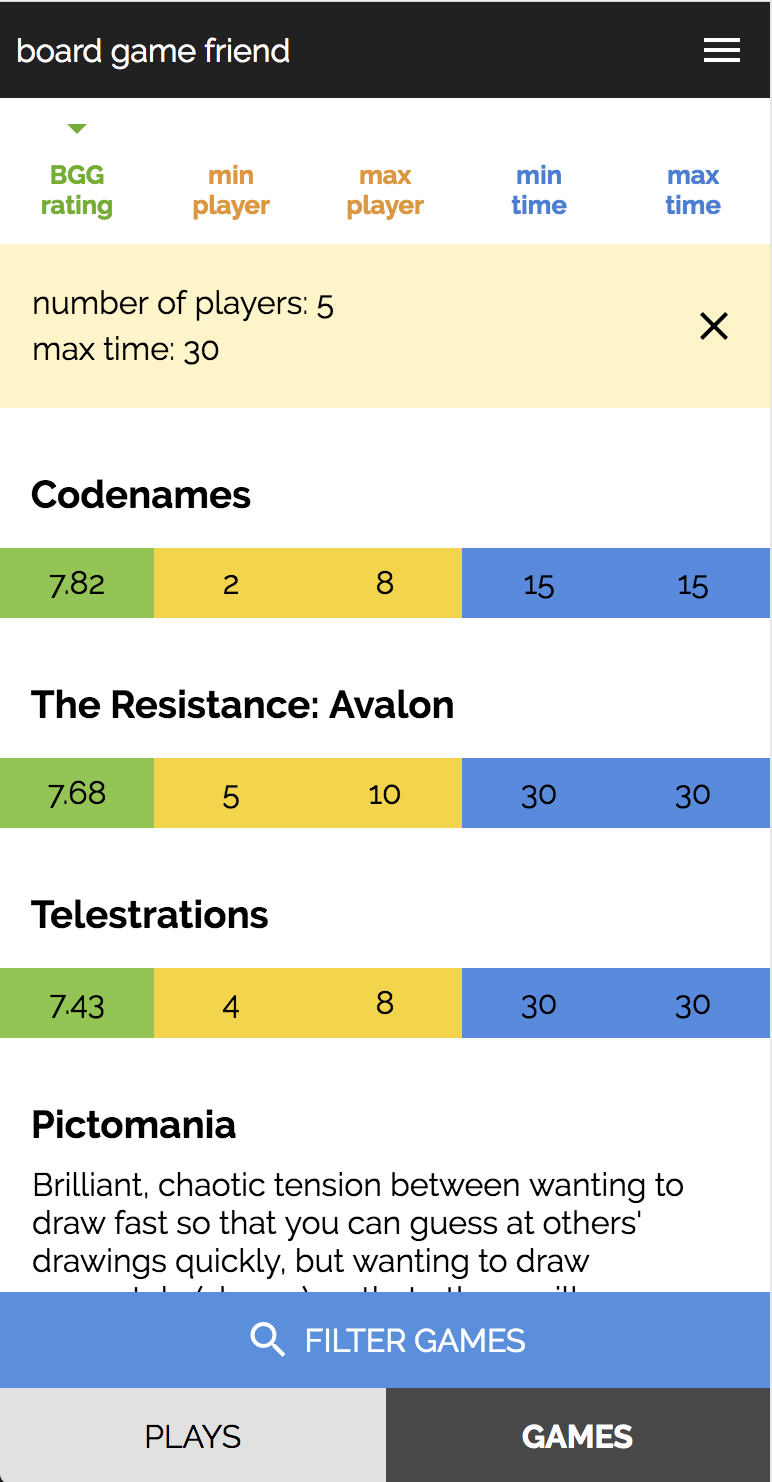 board game friend
BGG rating
min player
max player
min time
max time
number of players: 5
max time: 30
Codenames
7.82 2 8 15 15
The Resistance: Avalon
7.68 5 10 30 30
Telestrations
7.43 4 8 30 30
Pictomania
Brilliant, chaotic tension between wanting to
draw fast so that you can guess at others'
drawings quickly, but wanting to draw
FILTER GAMES
PLAYS
GAMES